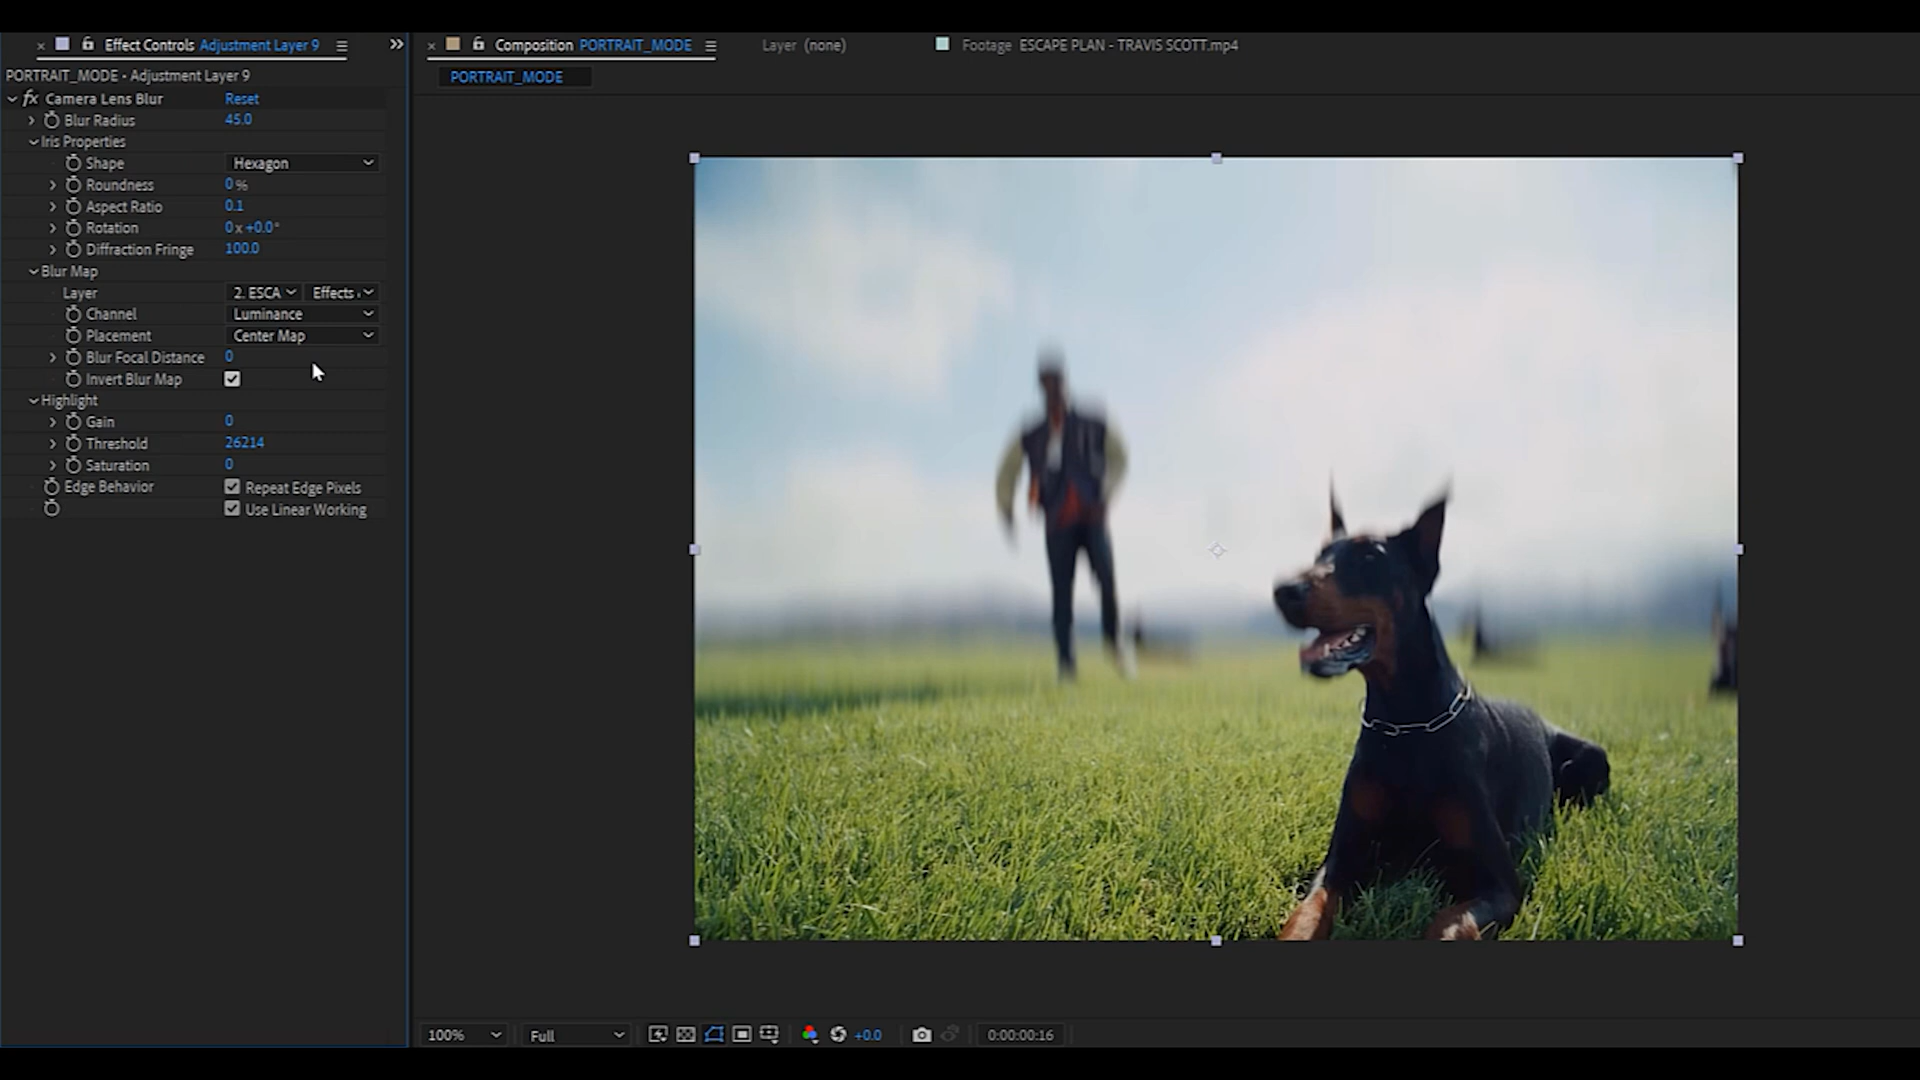 Effect Controls Adjustment Layer 9
Composition PORTRAIT_MODE
Layer (none)
Footage ESCAPE PLAN - TRAVIS SCOTT.mp4
PORTRAIT_MODE • Adjustment Layer 9
PORTRAIT_MODE
fx Camera Lens Blur Reset
Blur Radius 45.0
Iris Properties
Shape Hexagon
Roundness 0 %
Aspect Ratio 0.1
Rotation 0 x +0.0°
Diffraction Fringe 100.0
Blur Map
Layer 2. ESCA Effects
Channel Luminance
Placement Center Map
Blur Focal Distance 0
Invert Blur Map
Highlight
Gain 0
Threshold 26214
Saturation 0
Edge Behavior Repeat Edge Pixels
Use Linear Working
100% Full +0.0 0:00:00:16